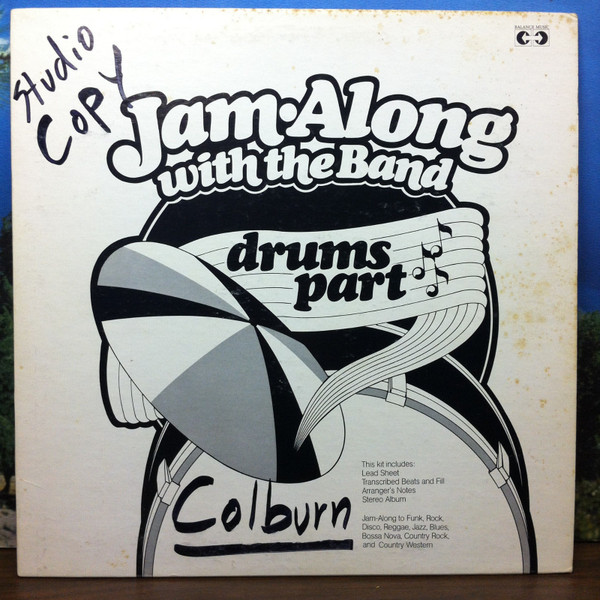 BALANCE MUSIC
Studio
Copy
Jam•Along
with the Band
drums
part
This kit includes:
Lead Sheet
Transcribed Beats and Fill
Arranger's Notes
Stereo Album
Jam-Along to Funk, Rock,
Disco, Reggae, Jazz, Blues,
Bossa Nova, Country Rock,
and Country Western
Colburn